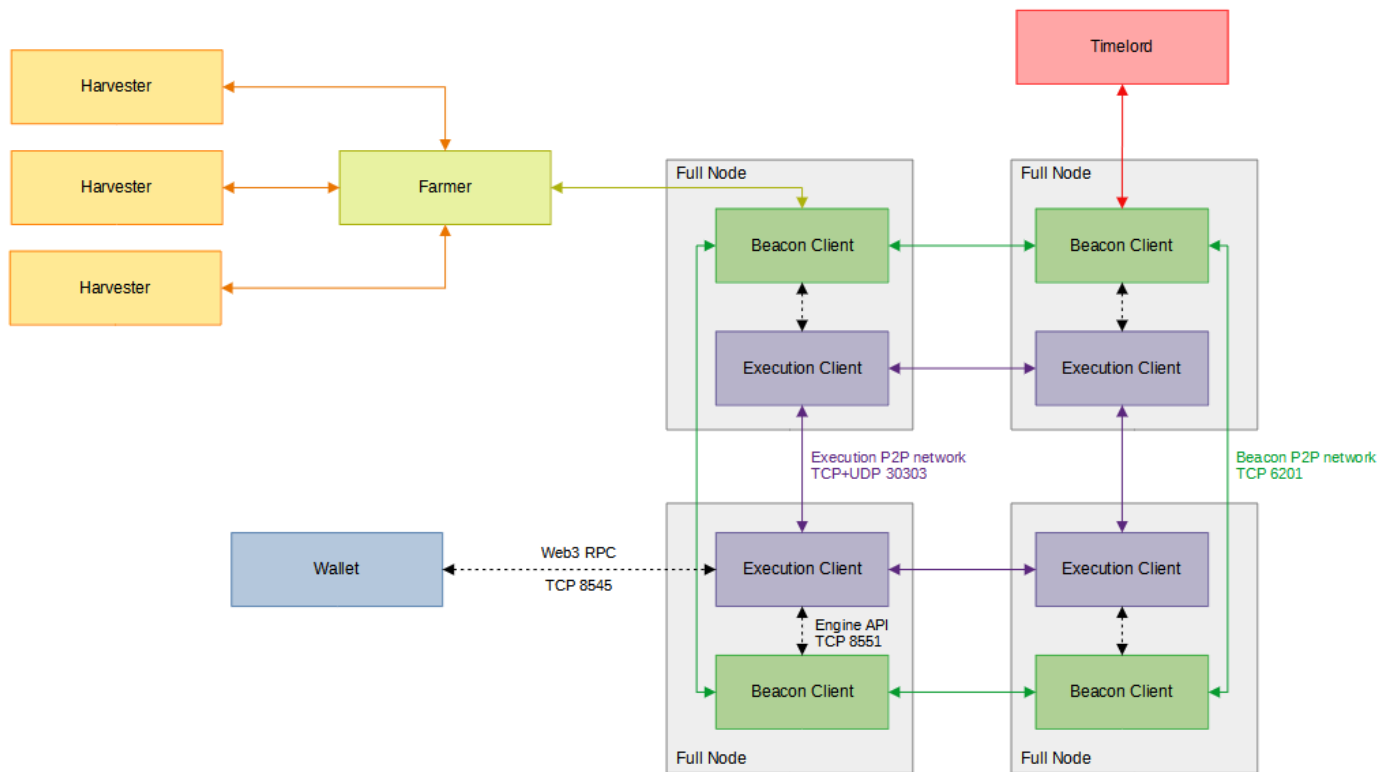 Timelord
Harvester
Full Node
Full Node
Harvester
Farmer
Beacon Client
Beacon Client
Harvester
Execution Client
Execution Client
Execution P2P network
TCP+UDP 30303
Beacon P2P network
TCP 6201
Web3 RPC
Wallet
Execution Client
Execution Client
TCP 8545
Engine API
TCP 8551
Beacon Client
Beacon Client
Full Node
Full Node